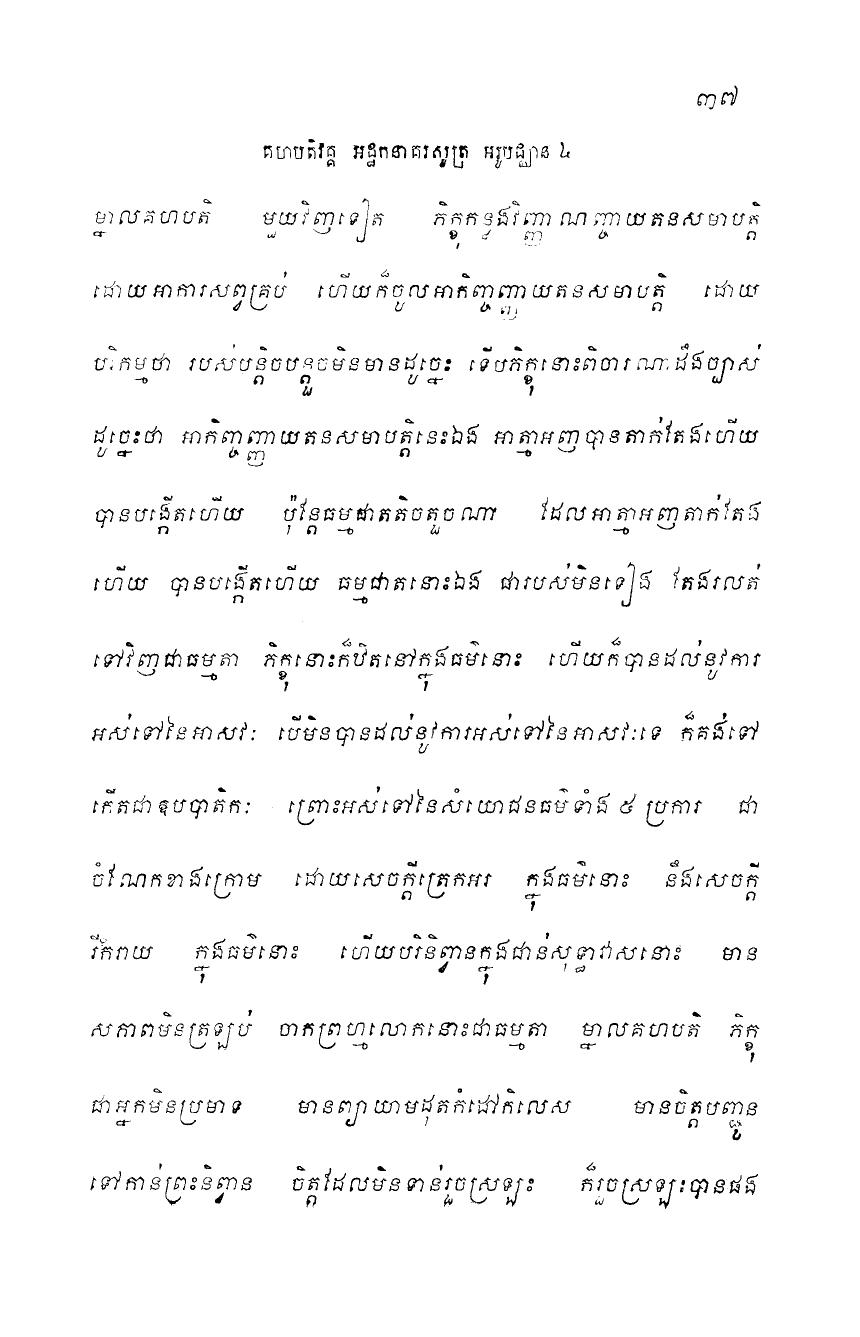 ៣៧
គហបតិវគ្គ អដ្ឋកនាគរសូត្រ អរូបដ្ឈាន ៤
ម្នាលគហបតិ មួយវិញទៀត ភិក្ខុកន្លងវិញ្ញាណញ្ចាយតនសមាបត្តិ
ដោយអាការសព្វគ្រប់ ហើយក៏ចូលអាកិញ្ចញ្ញាយតនសមាបត្តិ ដោយ
បរិកម្មថា របស់បន្តិចបន្តួចមិនមានដូច្នេះ ទើបភិក្ខុនោះពិចារណាដឹងច្បាស់
ដូច្នេះថា អាកិញ្ចញ្ញាយតនសមាបត្តិនេះឯង អាត្មាអញបានតាក់តែងហើយ
បានបង្កើតហើយ ប៉ុន្តែធម្មជាតតិចតួចណា ដែលអាត្មាអញតាក់តែង
ហើយ បានបង្កើតហើយ ធម្មជាតនោះឯង ជារបស់មិនទៀង តែងរលត់
ទៅវិញជាធម្មតា ភិក្ខុនោះក៏ឋិតនៅក្នុងធម៌នោះ ហើយក៏បានដល់នូវការ
អស់ទៅនៃអាសវៈ បើមិនបានដល់នូវការអស់ទៅនៃអាសវៈទេ ក៏គង់ទៅ
កើតជាឧបបាតិកៈ ព្រោះអស់ទៅនៃសំយោជនធម៌ទាំង ៥ ប្រការ ជា
ចំណែកខាងក្រោម ដោយសេចក្តីត្រេកអរ ក្នុងធម៌នោះ នឹងសេចក្តី
រីករាយ ក្នុងធម៌នោះ ហើយបរិនិព្វានក្នុងជាន់សុទ្ធាវាសនោះ មាន
សភាពមិនត្រឡប់ ចាកព្រហ្មលោកនោះជាធម្មតា ម្នាលគហបតិ ភិក្ខុ
ជាអ្នកមិនប្រមាទ មានព្យាយាមដុតកំដៅកិលេស មានចិត្តបញ្ជូន
ទៅកាន់ព្រះនិព្វាន ចិត្តដែលមិនទាន់រួចស្រឡះ ក៏រួចស្រឡះបានផង